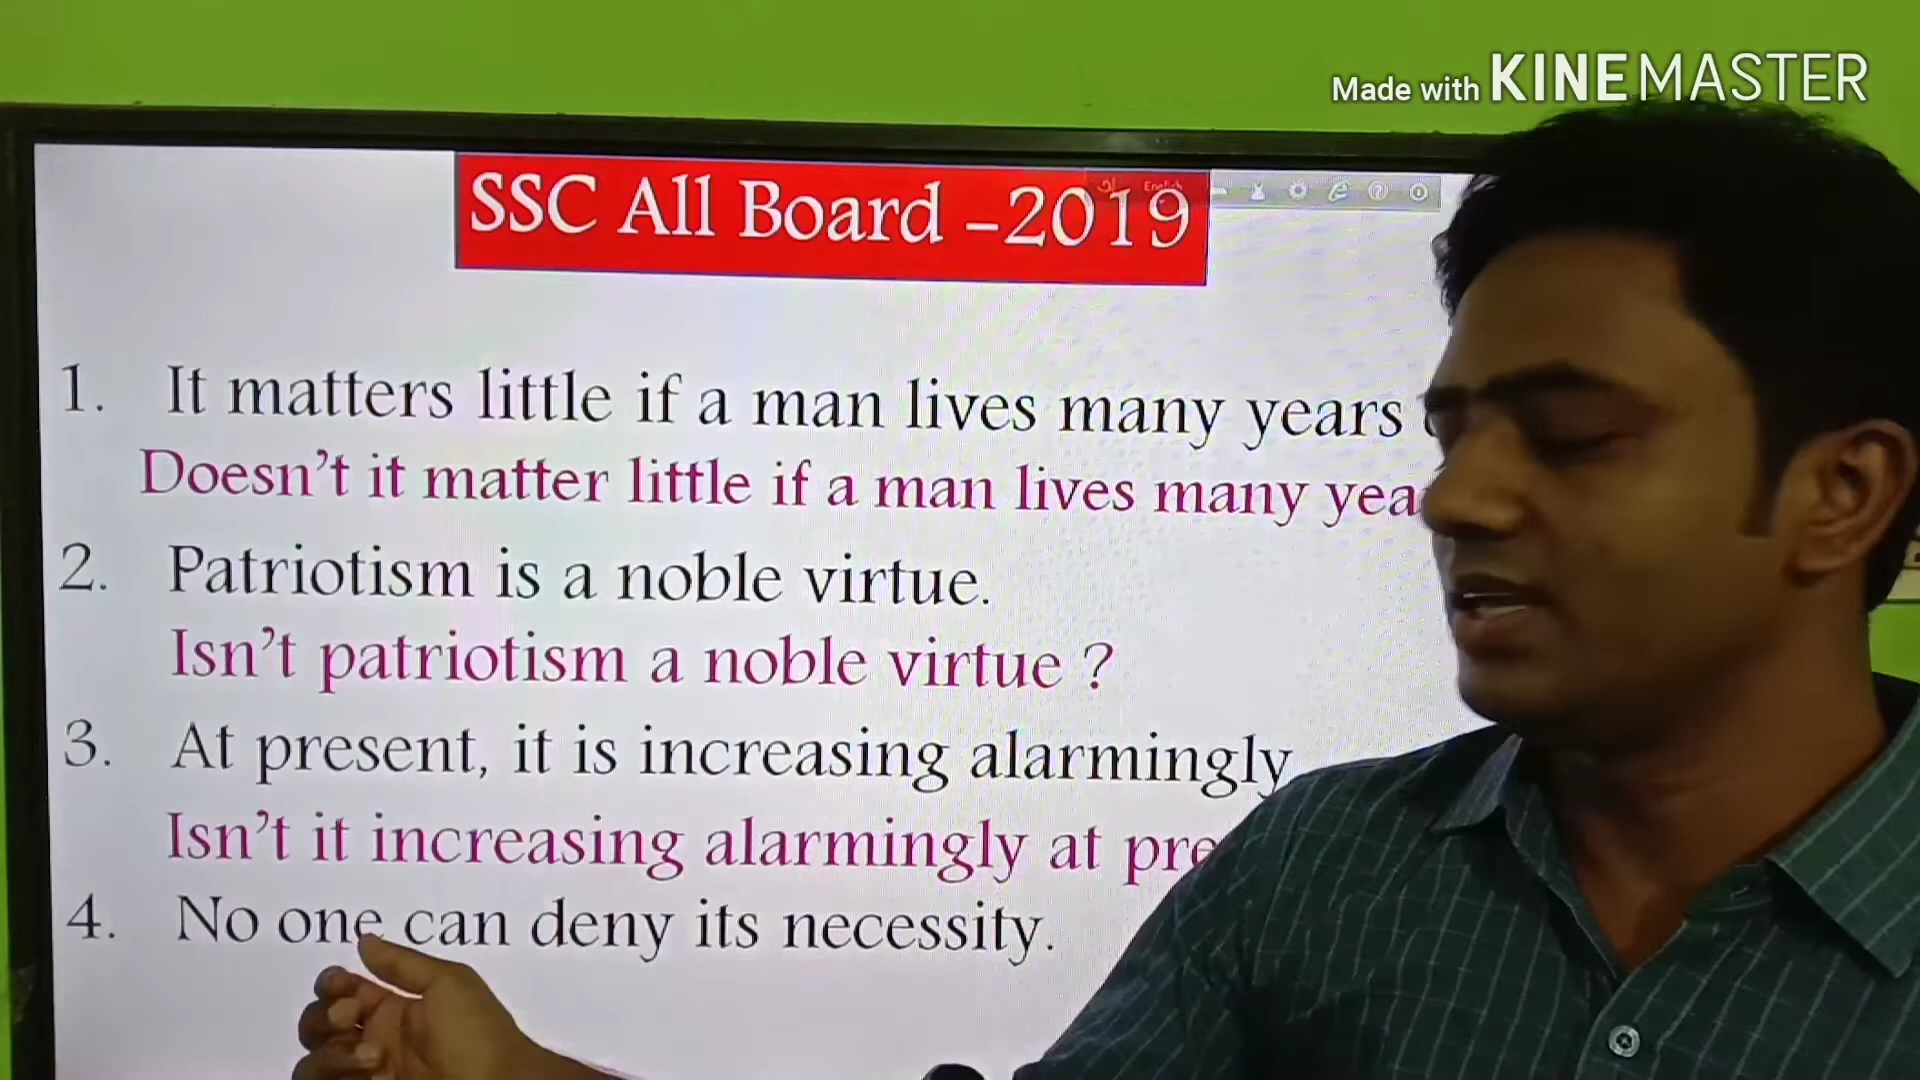 Made with KINEMASTER
SSC All Board -2019
1. It matters little if a man lives many years
Doesn't it matter little if a man lives many
2. Patriotism is a noble virtue.
Isn't patriotism a noble virtue ?
3. At present, it is increasing alarmingly
Isn't it increasing alarmingly at
4. No one can deny its necessity.